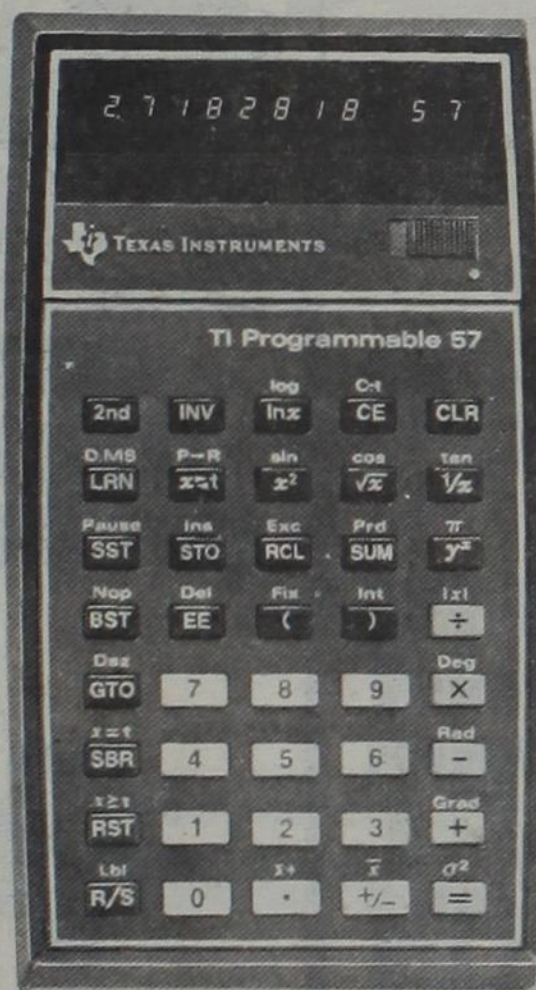 2.7182818 57
TEXAS INSTRUMENTS
TI Programmable 57
log C.t
2nd INV lnx CE CLR
D.MS P→R sin cos tan
LRN x⇄t x² √x 1/x
Pause Ins Exc Prd π
SST STO RCL SUM yˣ
Nop Del Fix Int |x|
BST EE ( ) ÷
Dsz Deg
GTO 7 8 9 ×
x=t Rad
SBR 4 5 6 −
x≥t Grad
RST 1 2 3 +
Lbl Σ+ x̄ σ²
R/S 0 . +/− =